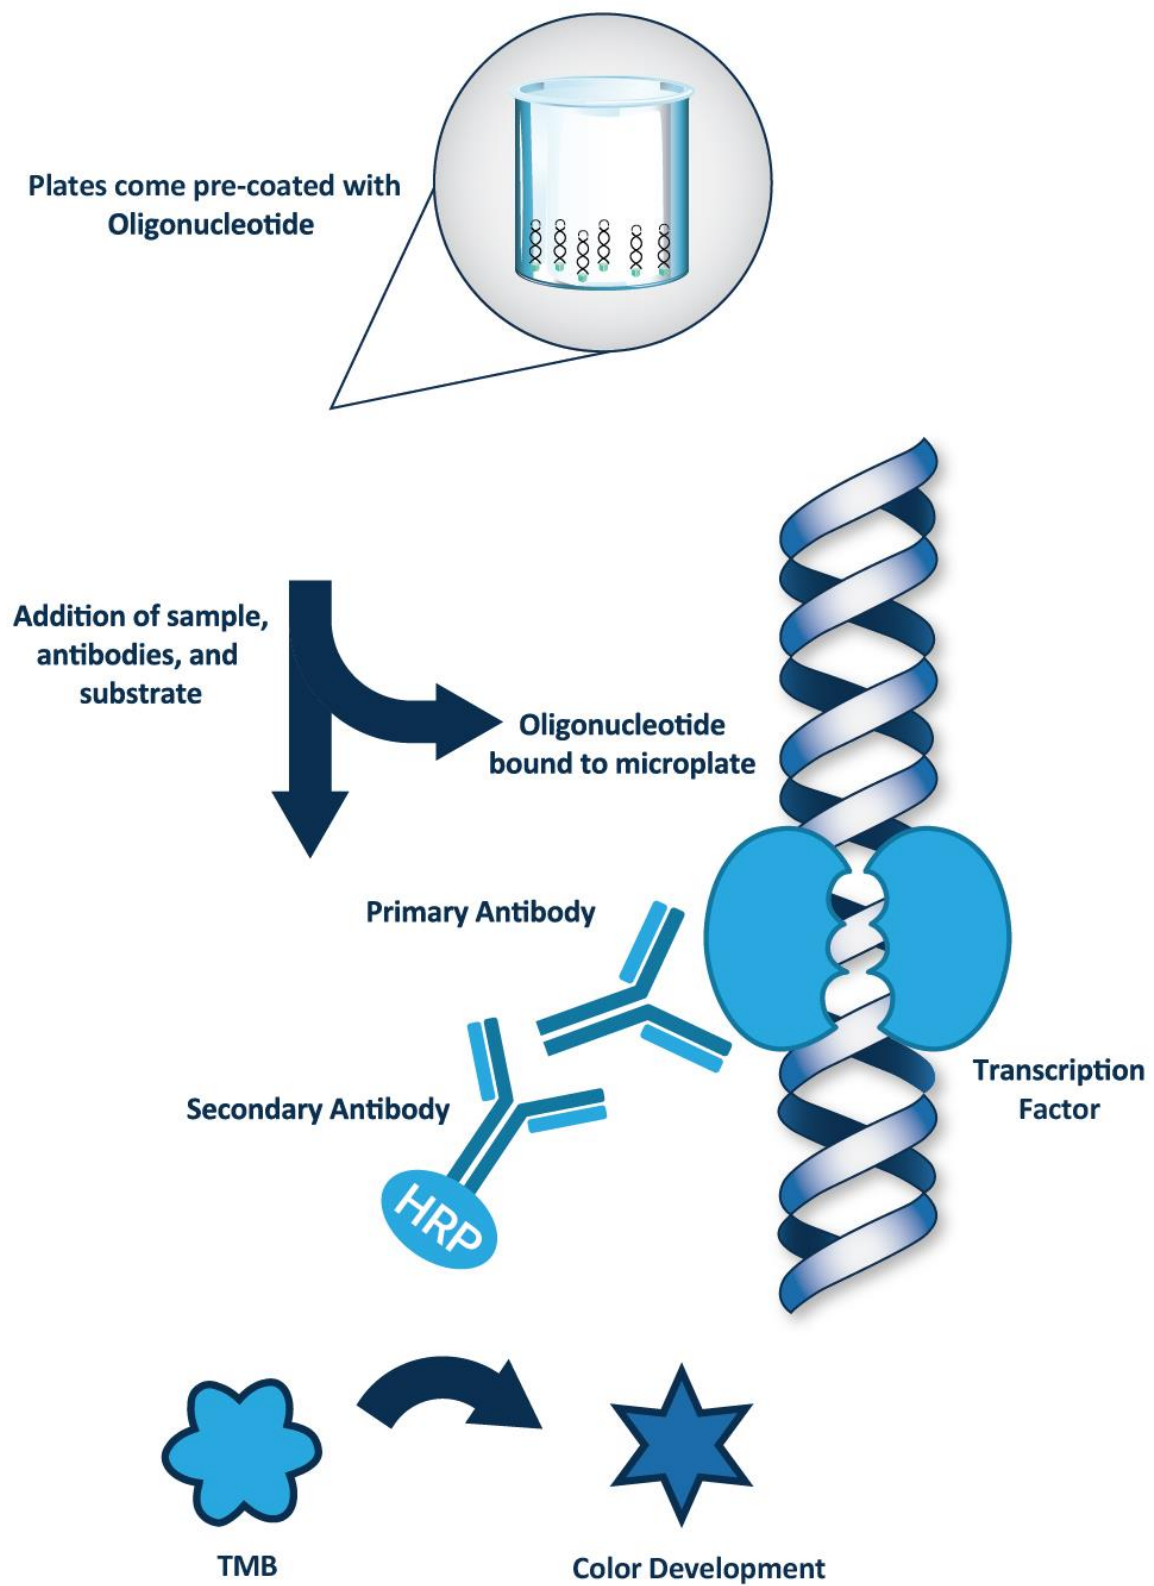 Plates come pre-coated with
Oligonucleotide
Addition of sample,
antibodies, and
substrate
Oligonucleotide
bound to microplate
Primary Antibody
Secondary Antibody
HRP
Transcription
Factor
TMB
Color Development